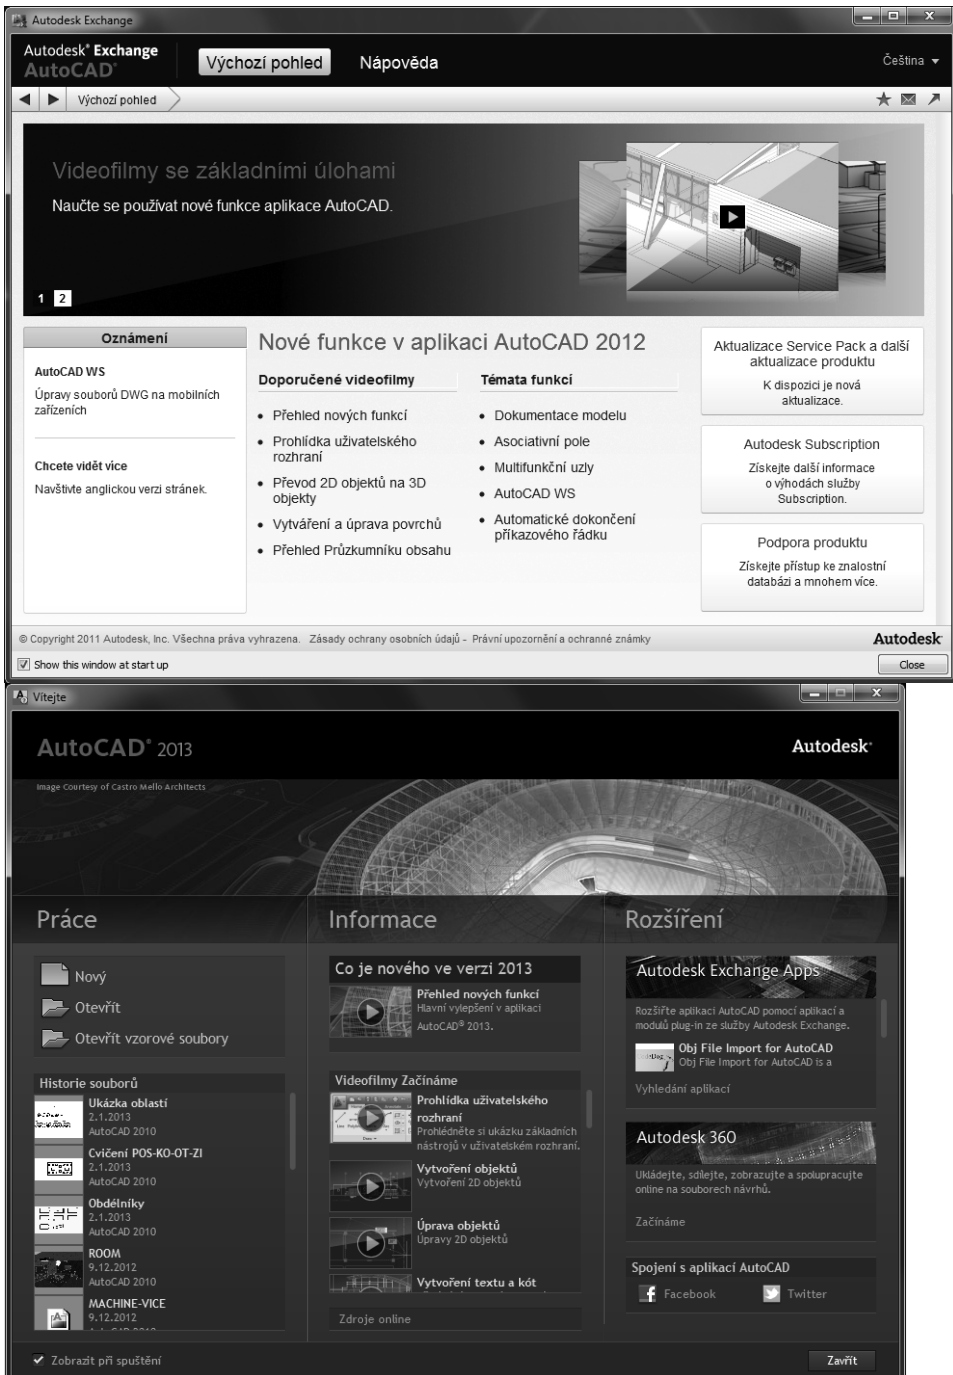 Autodesk Exchange
Autodesk® Exchange
AutoCAD®
Výchozí pohled
Nápověda
Čeština
Výchozí pohled
Videofilmy se základními úlohami
Naučte se používat nové funkce aplikace AutoCAD.
1 2
Oznámení
AutoCAD WS
Úpravy souborů DWG na mobilních
zařízeních
Chcete vidět více
Navštivte anglickou verzi stránek.
Nové funkce v aplikaci AutoCAD 2012
Doporučené videofilmy
• Přehled nových funkcí
• Prohlídka uživatelského
rozhraní
• Převod 2D objektů na 3D
objekty
• Vytváření a úprava povrchů
• Přehled Průzkumníku obsahu
Témata funkcí
• Dokumentace modelu
• Asociativní pole
• Multifunkční uzly
• AutoCAD WS
• Automatické dokončení
příkazového řádku
Aktualizace Service Pack a další
aktualizace produktu
K dispozici je nová
aktualizace.
Autodesk Subscription
Získejte další informace
o výhodách služby
Subscription.
Podpora produktu
Získejte přístup ke znalostní
databázi a mnohem více.
© Copyright 2011 Autodesk, Inc. Všechna práva vyhrazena. Zásady ochrany osobních údajů - Právní upozornění a ochranné známky
Autodesk
Show this window at start up
Close
Vítejte
AutoCAD® 2013
Autodesk®
Image Courtesy of Castro Mello Architects
Práce
Nový
Otevřít
Otevřít vzorové soubory
Historie souborů
Ukázka oblastí
2.1.2013
AutoCAD 2010
Cvičení POS-KO-OT-ZI
2.1.2013
AutoCAD 2010
Obdélníky
2.1.2013
AutoCAD 2010
ROOM
9.12.2012
AutoCAD 2010
MACHINE-VICE
9.12.2012
AutoCAD 2010
Zobrazit při spuštění
Informace
Co je nového ve verzi 2013
Přehled nových funkcí
Hlavní vylepšení v aplikaci
AutoCAD® 2013.
Videofilmy Začínáme
Prohlídka uživatelského
rozhraní
Prohlédněte si ukázku základních
nástrojů v uživatelském rozhraní.
Vytvoření objektů
Vytvoření 2D objektů
Úprava objektů
Úpravy 2D objektů
Vytvoření textu a kót
Zdroje online
Rozšíření
Autodesk Exchange Apps
Rozšiřte aplikaci AutoCAD pomocí aplikací a
modulů plug-in ze služby Autodesk Exchange.
Obj File Import for AutoCAD
Obj File Import for AutoCAD is a
Vyhledání aplikací
Autodesk 360
Ukládejte, sdílejte, zobrazujte a spolupracujte
online na souborech návrhů.
Začínáme
Spojení s aplikací AutoCAD
Facebook
Twitter
Zavřít